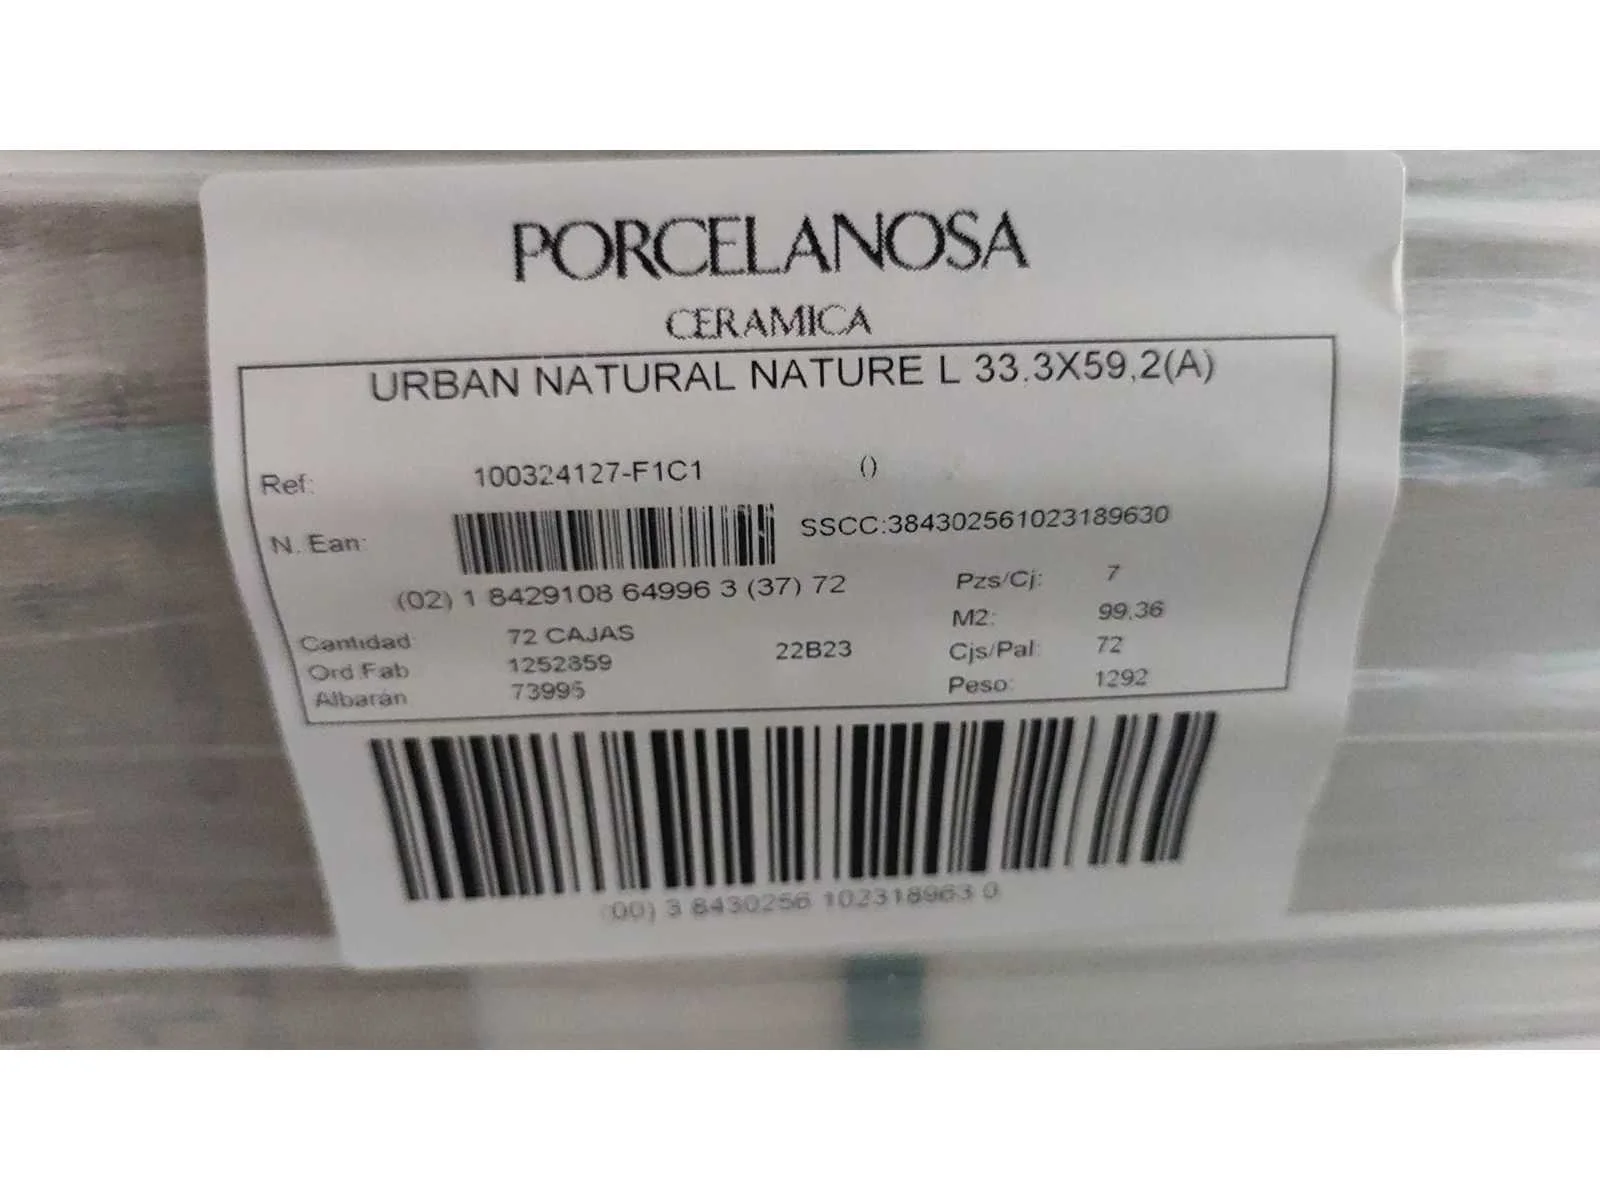 PORCELANOSA
CERAMICA
URBAN NATURAL NATURE L 33.3X59,2(A)
Ref: 100324127-F1C1 ()
N. Ean: SSCC:384302561023189630
(02) 1 8429108 64996 3 (37) 72
Pzs/Cj: 7
M2: 99,36
Cantidad 72 CAJAS
22B23
Cjs/Pal: 72
Ord.Fab 1252859
Peso: 1292
Albarán 73995
(00) 3 8430256 102318963 0